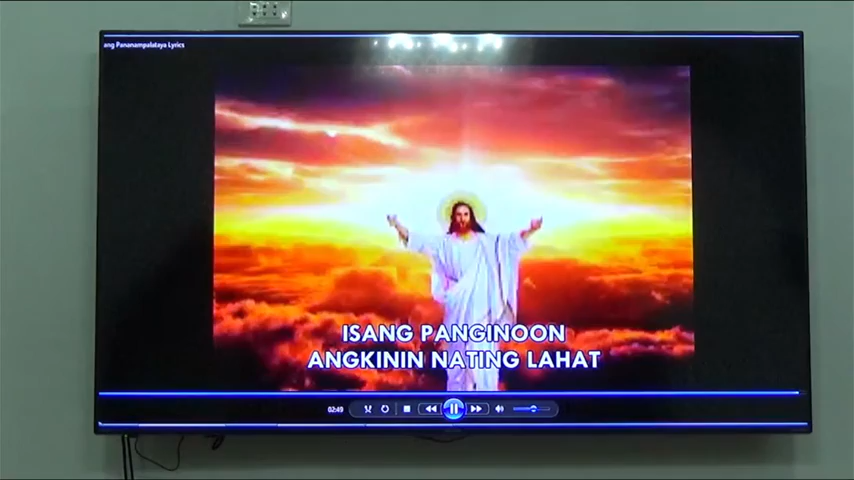 ang Pananampalataya Lyrics
ISANG PANGINOON
ANGKININ NATING LAHAT
02:49